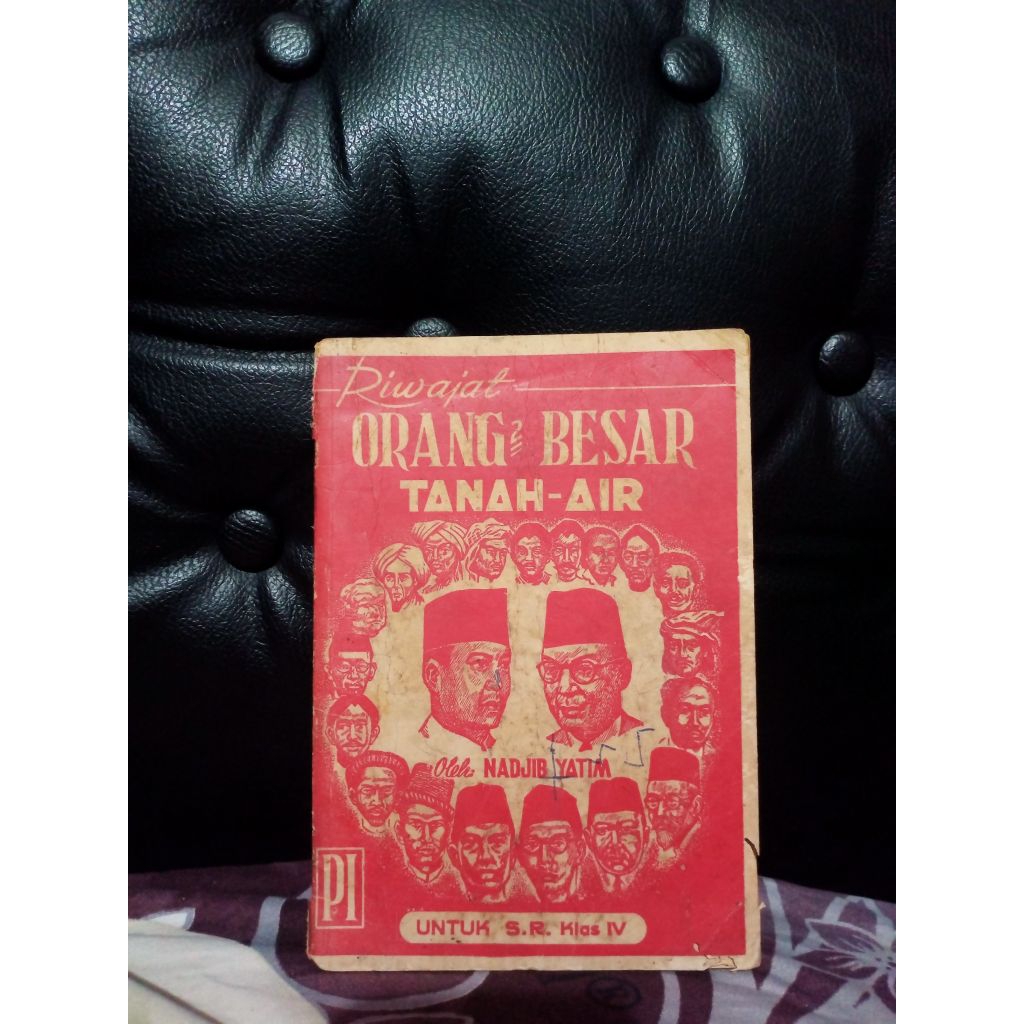 Riwajat
ORANG2 BESAR
TANAH-AIR
Oleh: NADJIB YATIM
PI
UNTUK S.R. Klas IV